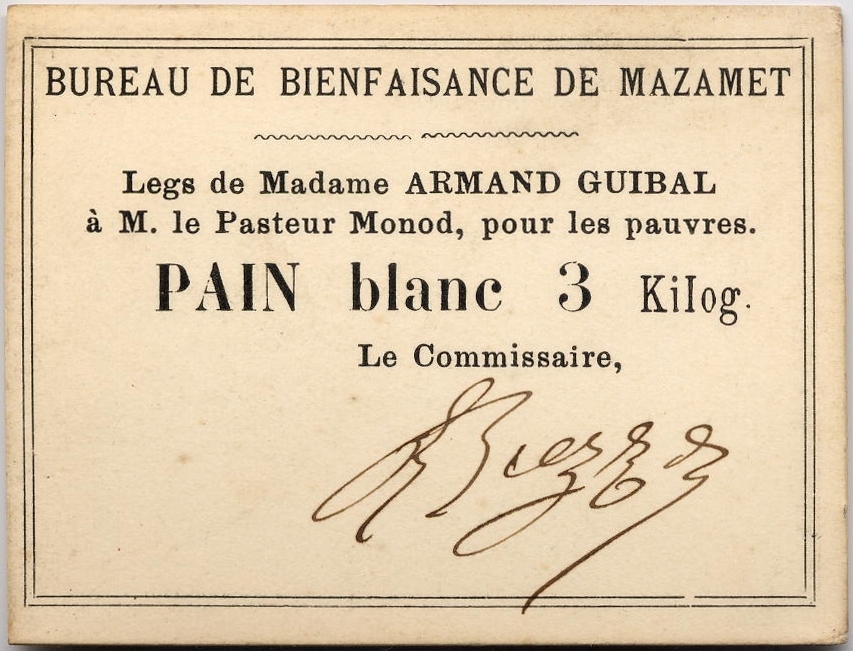 BUREAU DE BIENFAISANCE DE MAZAMET
Legs de Madame ARMAND GUIBAL
à M. le Pasteur Monod, pour les pauvres.
PAIN blanc 3 Kilog.
Le Commissaire,